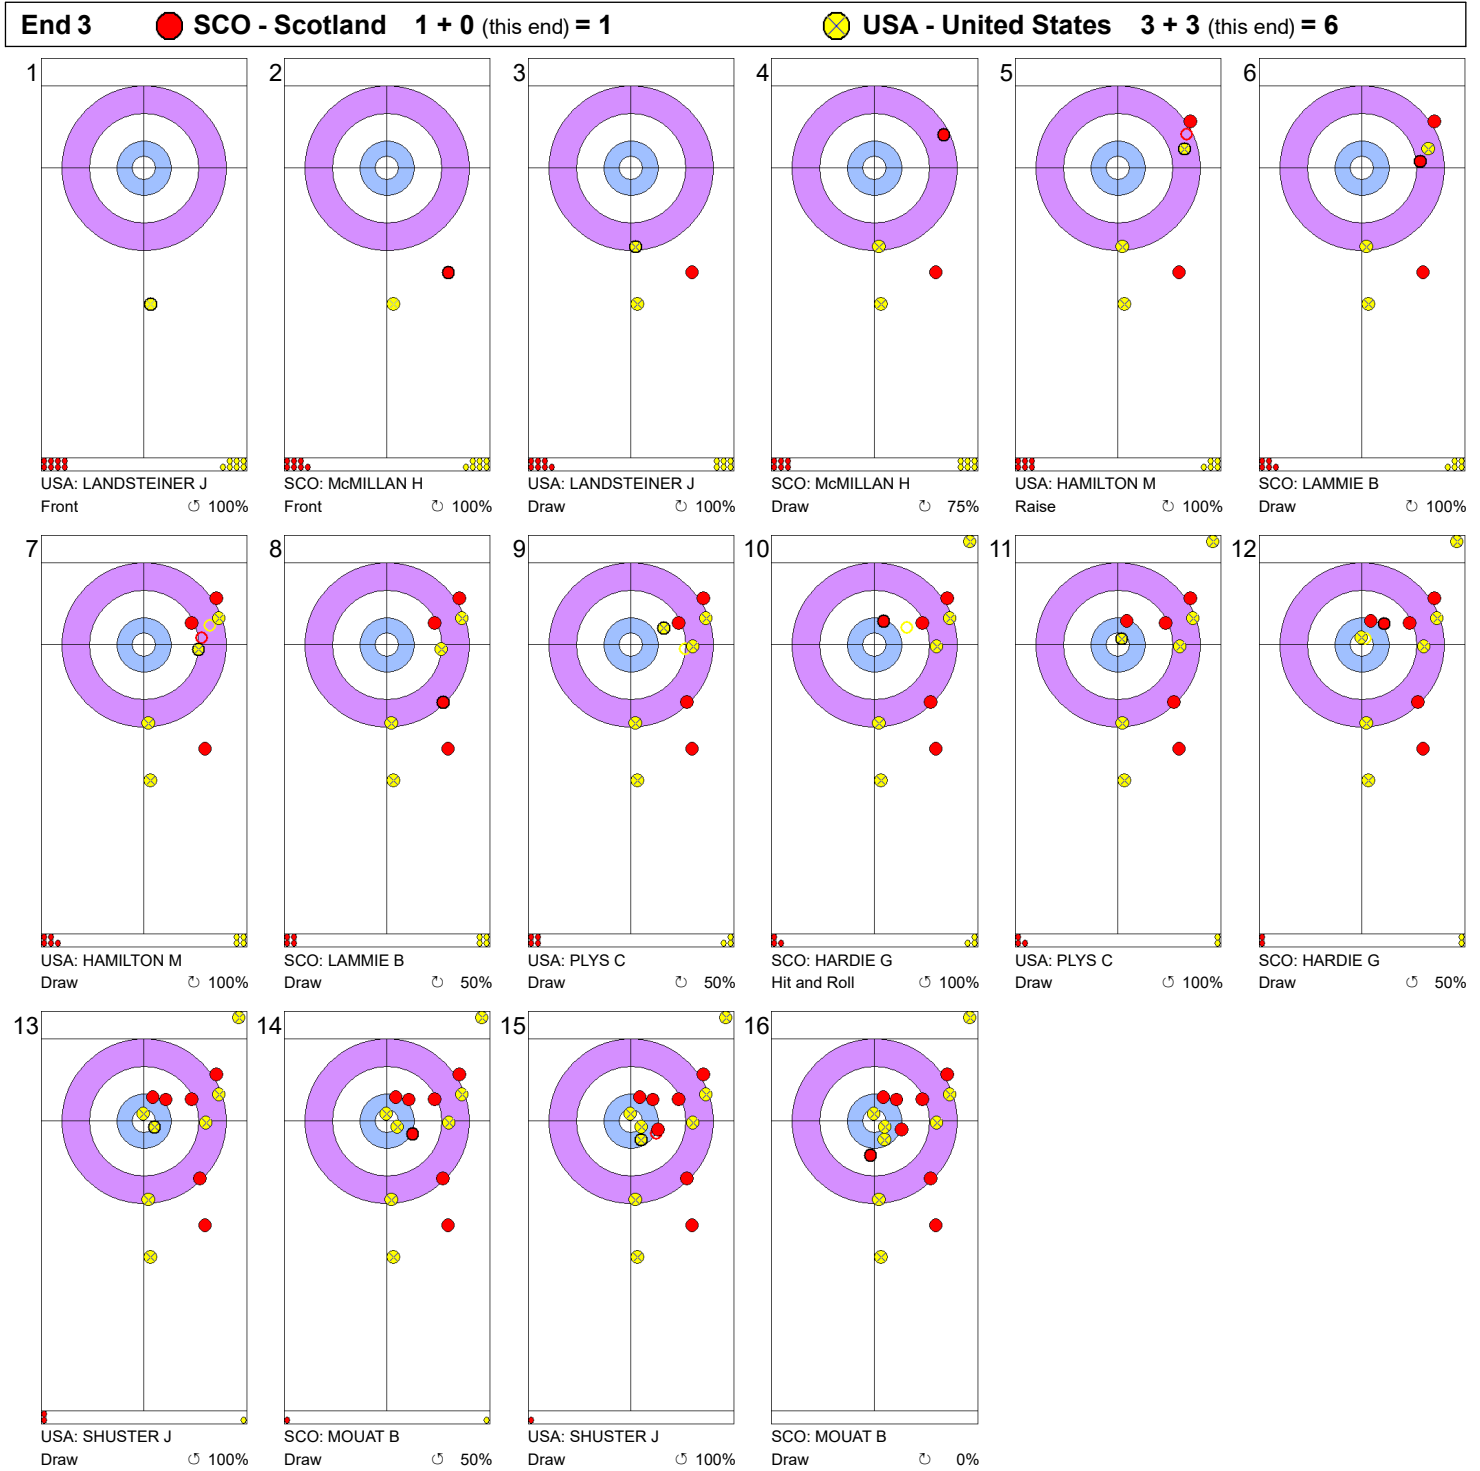 End 3 SCO - Scotland 1 + 0 (this end) = 1 USA - United States 3 + 3 (this end) = 6
1 2 3 4 5 6
USA: LANDSTEINER J SCO: McMILLAN H USA: LANDSTEINER J SCO: McMILLAN H USA: HAMILTON M SCO: LAMMIE B
Front ↻ 100% Front ↻ 100% Draw ↻ 100% Draw ↻ 75% Raise ↻ 100% Draw ↻ 100%
7 8 9 10 11 12
USA: HAMILTON M SCO: LAMMIE B USA: PLYS C SCO: HARDIE G USA: PLYS C SCO: HARDIE G
Draw ↻ 100% Draw ↻ 50% Draw ↻ 50% Hit and Roll ↺ 100% Draw ↺ 100% Draw ↺ 50%
13 14 15 16
USA: SHUSTER J SCO: MOUAT B USA: SHUSTER J SCO: MOUAT B
Draw ↺ 100% Draw ↺ 50% Draw ↺ 100% Draw ↻ 0%